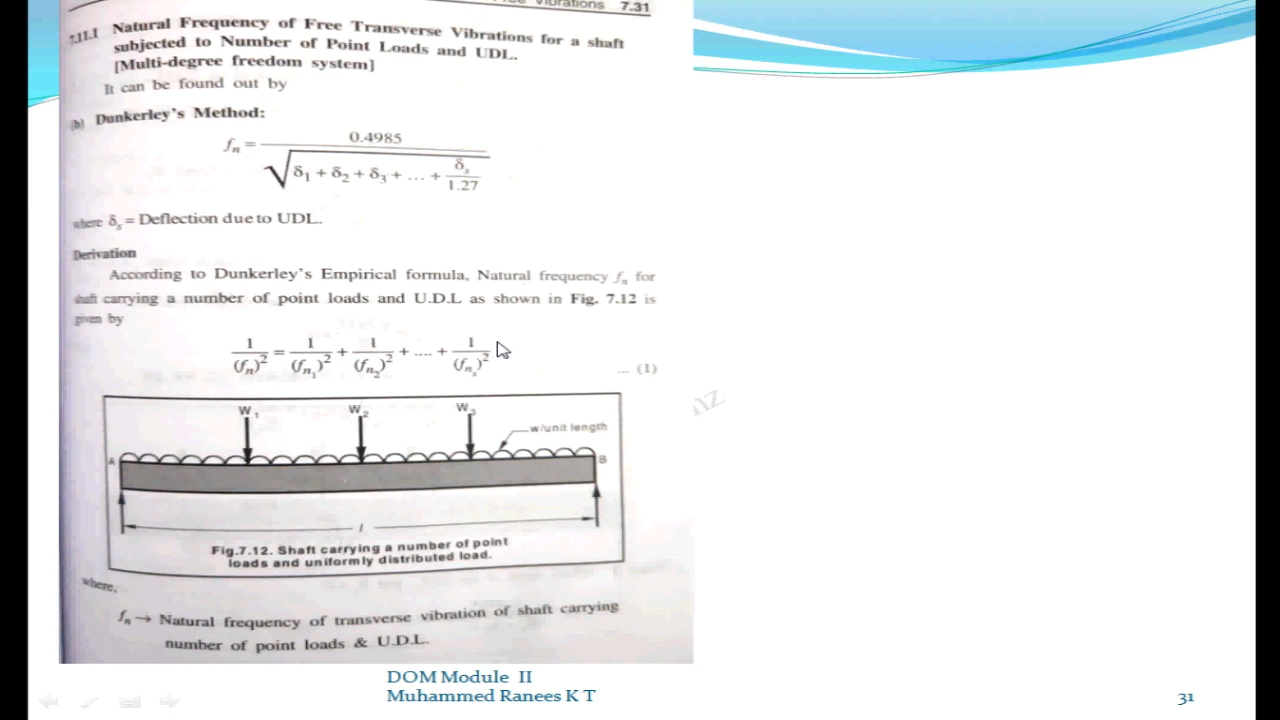 Vibrations 7.31
7.11.1 Natural Frequency of Free Transverse Vibrations for a shaft
subjected to Number of Point Loads and UDL.
[Multi-degree freedom system]
It can be found out by
(b) Dunkerley's Method:
fₙ = 0.4985 / √(δ₁ + δ₂ + δ₃ + ... + δₛ/1.27)
where δₛ = Deflection due to UDL.
Derivation
According to Dunkerley's Empirical formula, Natural frequency fₙ for
shaft carrying a number of point loads and U.D.L as shown in Fig. 7.12 is
given by
1/(fₙ)² = 1/(fₙ₁)² + 1/(fₙ₂)² + .... + 1/(fₙₛ)²
... (1)
W₁ W₂ W₃
w/unit length
A B
l
Fig.7.12. Shaft carrying a number of point
loads and uniformly distributed load.
where,
fₙ → Natural frequency of transverse vibration of shaft carrying
number of point loads & U.D.L.
DOM Module II
Muhammed Ranees K T
31